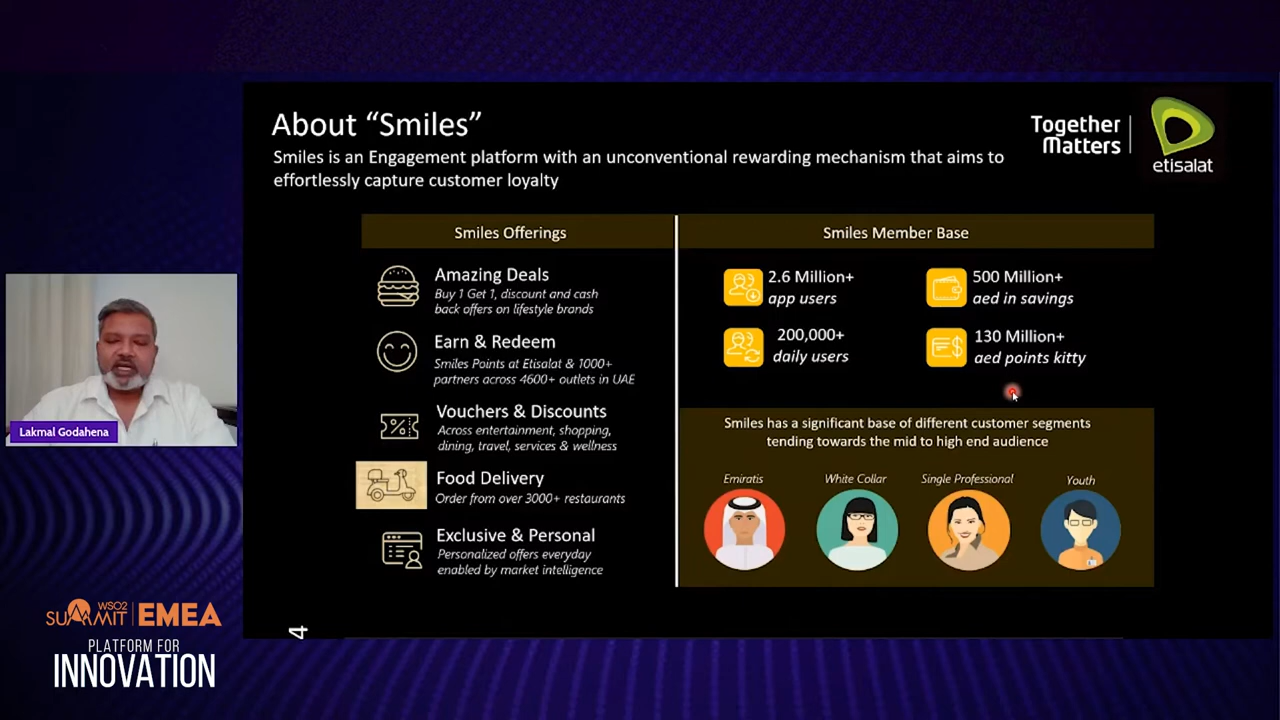 About “Smiles”
Smiles is an Engagement platform with an unconventional rewarding mechanism that aims to
effortlessly capture customer loyalty
Together
Matters
etisalat
Smiles Offerings
Amazing Deals
Buy 1 Get 1, discount and cash
back offers on lifestyle brands
Earn & Redeem
Smiles Points at Etisalat & 1000+
partners across 4600+ outlets in UAE
Vouchers & Discounts
Across entertainment, shopping,
dining, travel, services & wellness
Food Delivery
Order from over 3000+ restaurants
Exclusive & Personal
Personalized offers everyday
enabled by market intelligence
Smiles Member Base
2.6 Million+
app users
500 Million+
aed in savings
200,000+
daily users
130 Million+
aed points kitty
Smiles has a significant base of different customer segments
tending towards the mid to high end audience
Emiratis
White Collar
Single Professional
Youth
Lakmal Godahena
WSO2
SUMMIT EMEA
PLATFORM FOR
INNOVATION
4